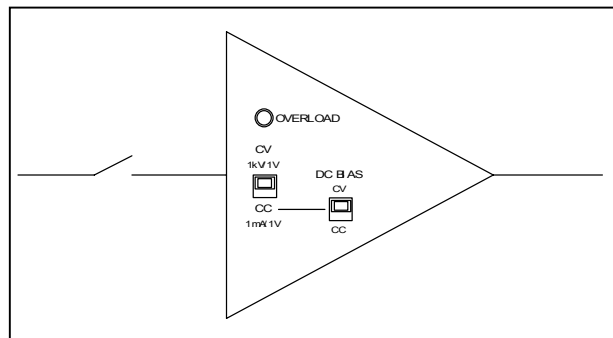 OVERLOAD
CV
1kV/1V
DC BIAS
CV
CC
1mA/1V
CC